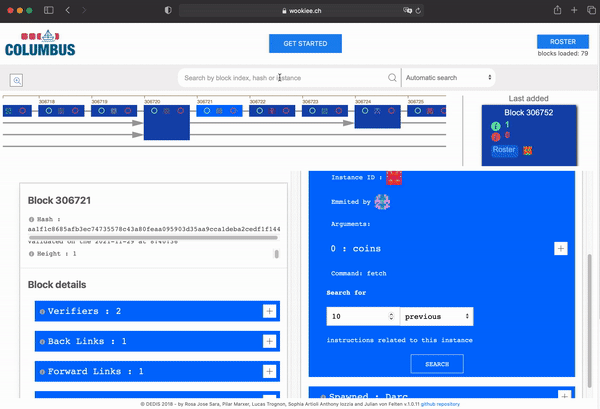 wookiee.ch
COLUMBUS
GET STARTED
ROSTER
blocks loaded: 79
Search by block index, hash or instance
Automatic search
306718 306719 306720 306721 306722 306723 306724 306725
Last added
Block 306752
1
0
Roster
Block 306721
Hash :
validated on the 2021-11-29 at 6:40:56
Height : 1
Block details
Verifiers : 2
Back Links : 1
Forward Links : 1
Instance ID :
Emmited by
Arguments:
0 : coins
Command: fetch
Search for
10
previous
instructions related to this instance
SEARCH
Spawned : Darc
© DEDIS 2018 - by Rosa Jose Sara, Pilar Marxer, Lucas Trognon, Sophia Artioli Anthony Iozzia and Julien von Felten v.1.0.11 github repository